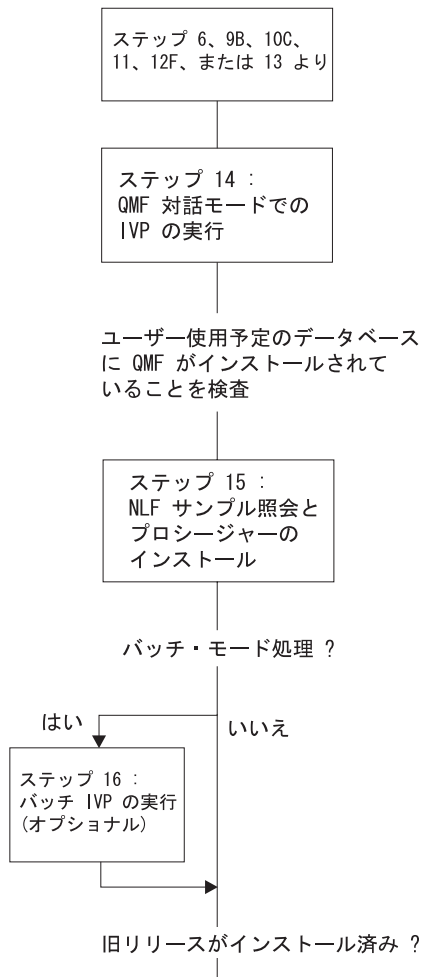 ステップ 6、9B、10C、
11、12F、または 13 より
ステップ 14 :
QMF 対話モードでの
IVP の実行
ユーザー使用予定のデータベース
に QMF がインストールされて
いることを検査
ステップ 15 :
NLF サンプル照会と
プロシージャーの
インストール
バッチ・モード処理 ?
はい
いいえ
ステップ 16 :
バッチ IVP の実行
(オプショナル)
旧リリースがインストール済み ?